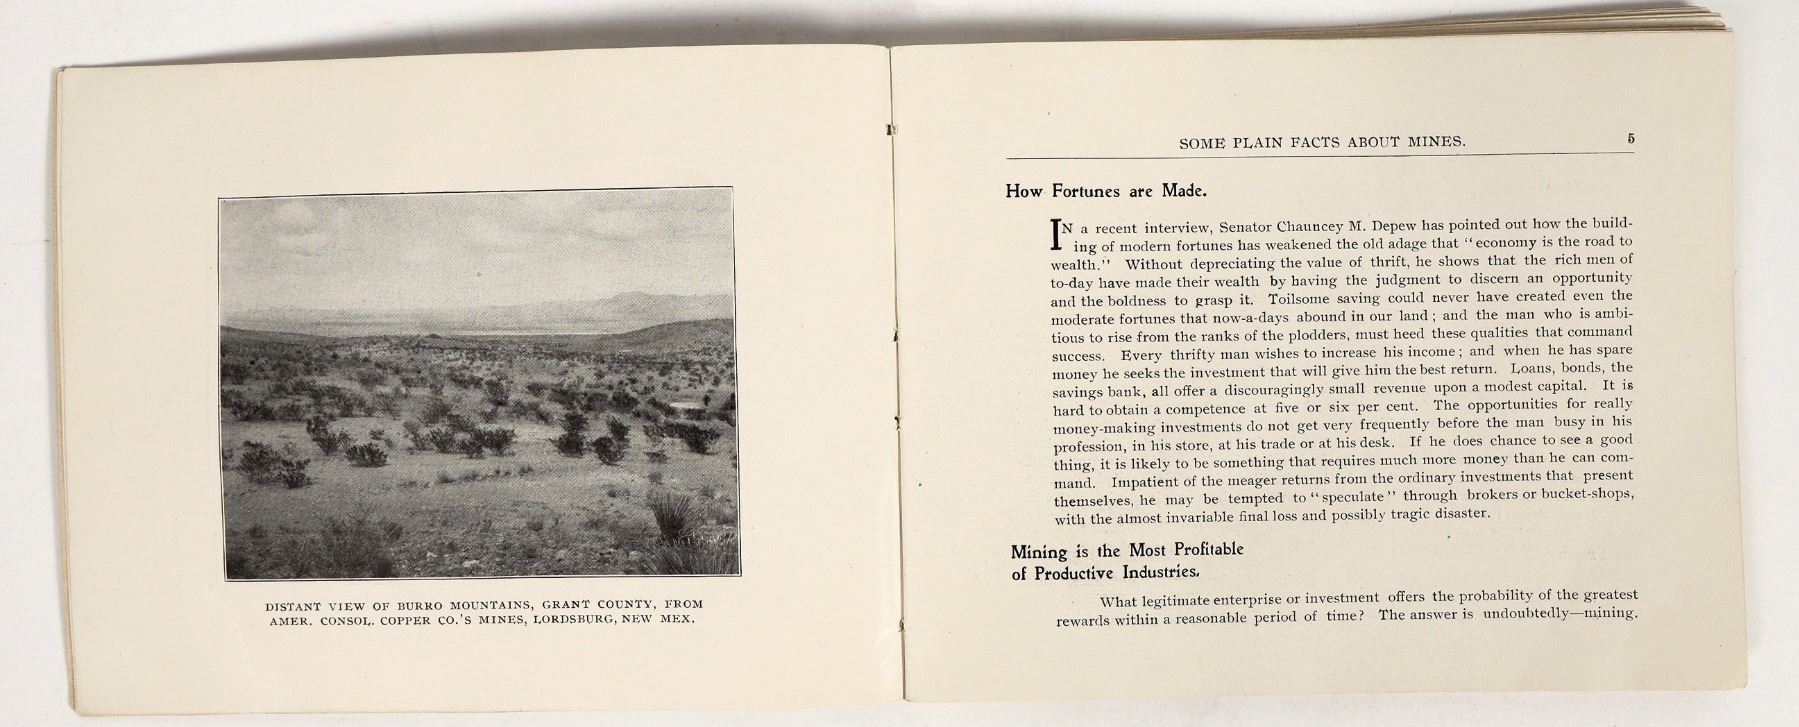 DISTANT VIEW OF BURRO MOUNTAINS, GRANT COUNTY, FROM
AMER. CONSOL. COPPER CO.'S MINES, LORDSBURG, NEW MEX.
SOME PLAIN FACTS ABOUT MINES. 5
How Fortunes are Made.
IN a recent interview, Senator Chauncey M. Depew has pointed out how the build-
ing of modern fortunes has weakened the old adage that "economy is the road to
wealth." Without depreciating the value of thrift, he shows that the rich men of
to-day have made their wealth by having the judgment to discern an opportunity
and the boldness to grasp it. Toilsome saving could never have created even the
moderate fortunes that now-a-days abound in our land; and the man who is ambi-
tious to rise from the ranks of the plodders, must heed these qualities that command
success. Every thrifty man wishes to increase his income; and when he has spare
money he seeks the investment that will give him the best return. Loans, bonds, the
savings bank, all offer a discouragingly small revenue upon a modest capital. It is
hard to obtain a competence at five or six per cent. The opportunities for really
money-making investments do not get very frequently before the man busy in his
profession, in his store, at his trade or at his desk. If he does chance to see a good
thing, it is likely to be something that requires much more money than he can com-
mand. Impatient of the meager returns from the ordinary investments that present
themselves, he may be tempted to "speculate" through brokers or bucket-shops,
with the almost invariable final loss and possibly tragic disaster.
Mining is the Most Profitable
of Productive Industries.
What legitimate enterprise or investment offers the probability of the greatest
rewards within a reasonable period of time? The answer is undoubtedly—mining.